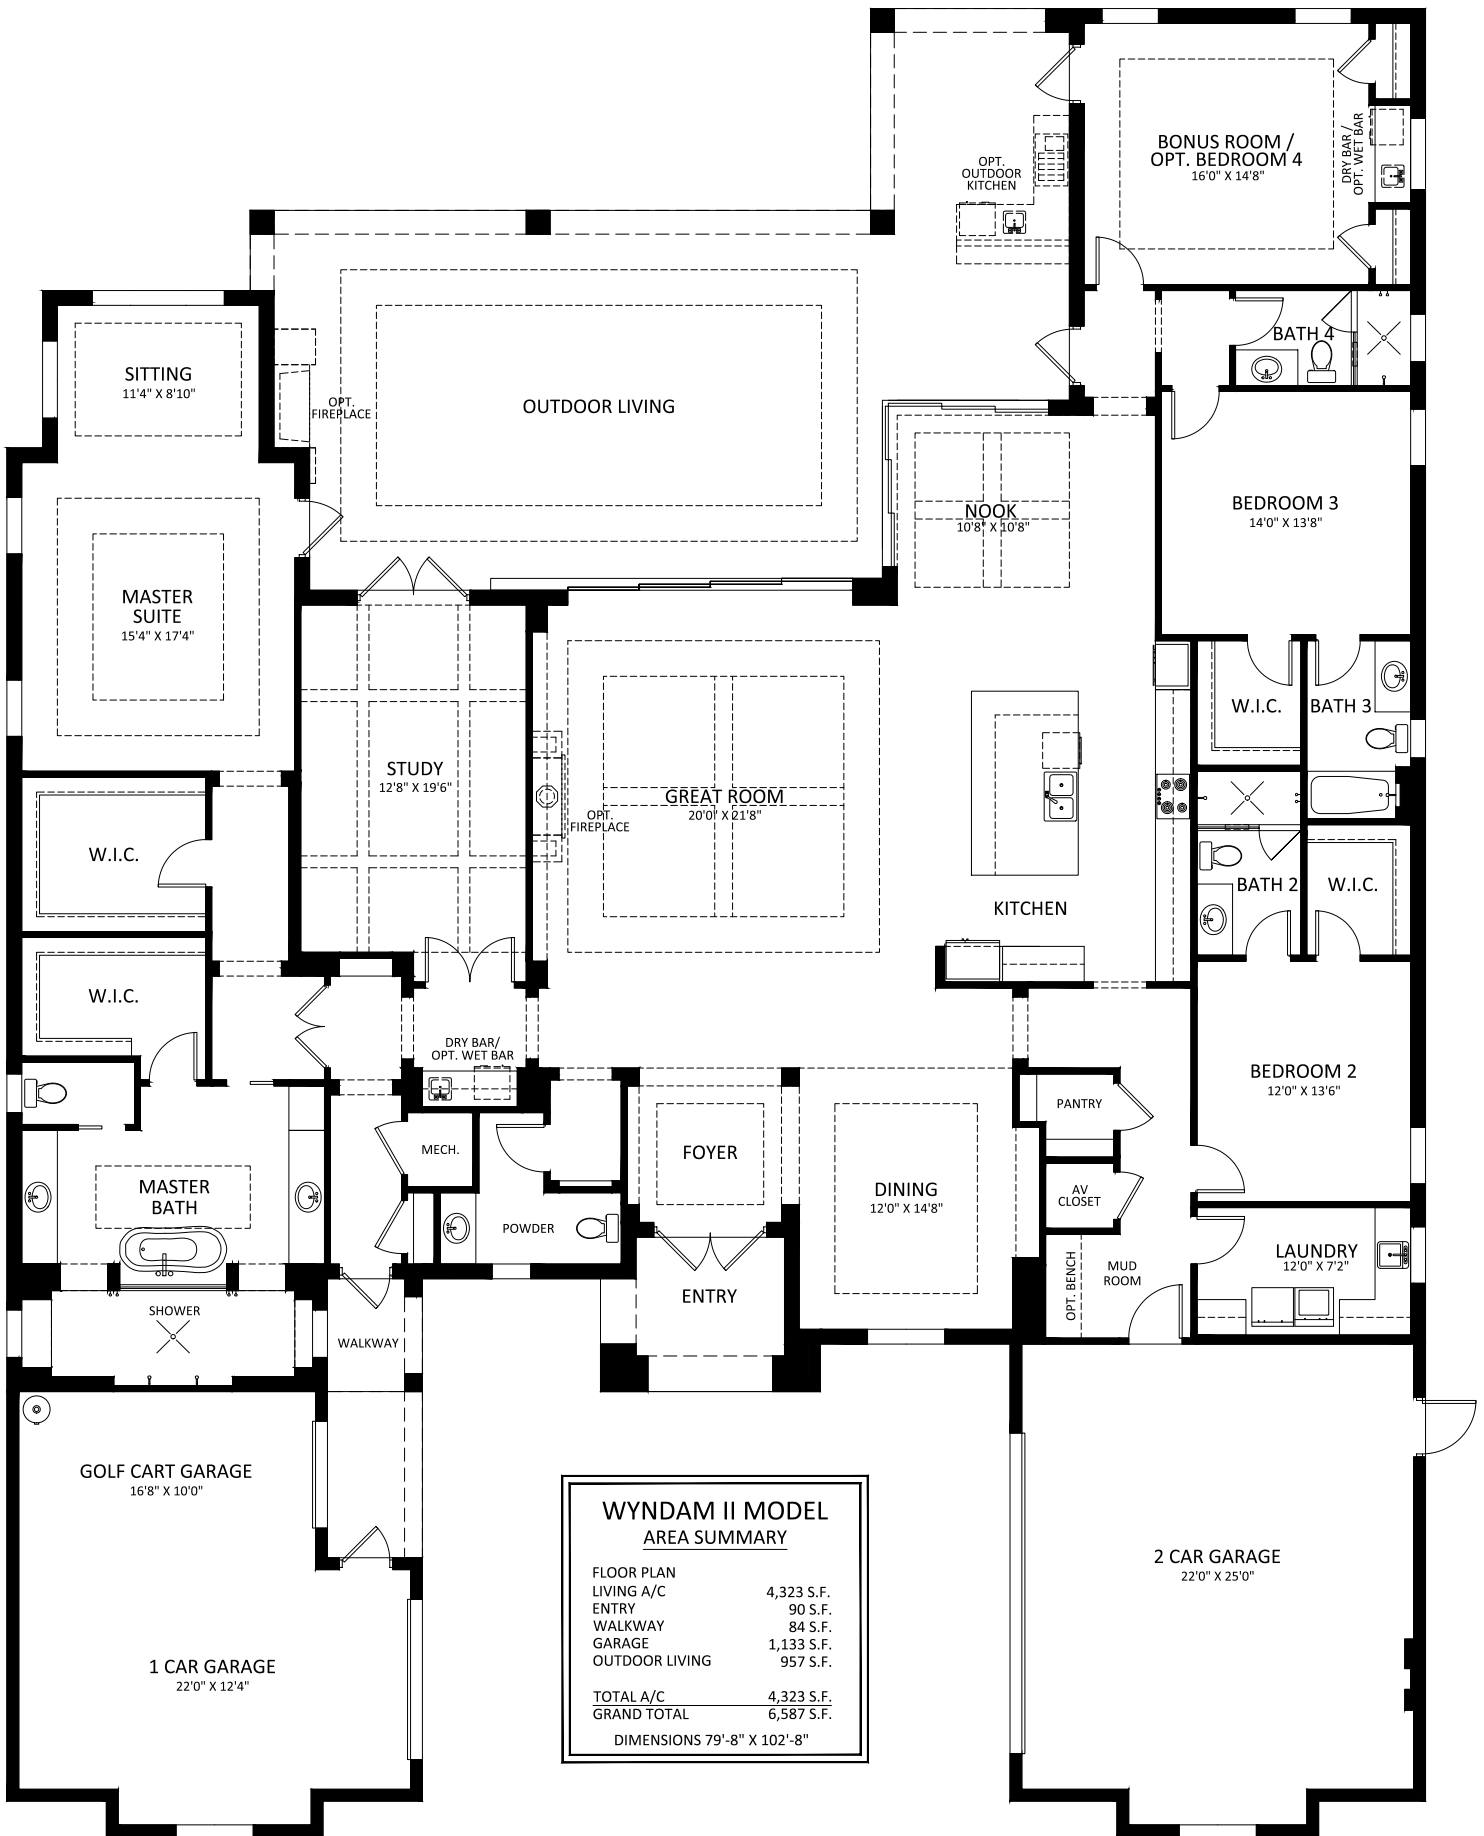 BONUS ROOM /
OPT. BEDROOM 4
16'0" X 14'8"
DRY BAR /
OPT. WET BAR
OPT.
OUTDOOR
KITCHEN
BATH 4
SITTING
11'4" X 8'10"
OPT.
FIREPLACE
OUTDOOR LIVING
NOOK
10'8" X 10'8"
BEDROOM 3
14'0" X 13'8"
MASTER
SUITE
15'4" X 17'4"
W.I.C.
BATH 3
STUDY
12'8" X 19'6"
GREAT ROOM
20'0" X 21'8"
OPT.
FIREPLACE
W.I.C.
BATH 2
W.I.C.
KITCHEN
W.I.C.
DRY BAR/
OPT. WET BAR
BEDROOM 2
12'0" X 13'6"
PANTRY
MECH.
FOYER
MASTER
BATH
AV
CLOSET
DINING
12'0" X 14'8"
POWDER
LAUNDRY
12'0" X 7'2"
MUD
ROOM
OPT. BENCH
ENTRY
SHOWER
WALKWAY
GOLF CART GARAGE
16'8" X 10'0"
2 CAR GARAGE
22'0" X 25'0"
1 CAR GARAGE
22'0" X 12'4"
WYNDAM II MODEL
AREA SUMMARY
FLOOR PLAN
LIVING A/C 4,323 S.F.
ENTRY 90 S.F.
WALKWAY 84 S.F.
GARAGE 1,133 S.F.
OUTDOOR LIVING 957 S.F.
TOTAL A/C 4,323 S.F.
GRAND TOTAL 6,587 S.F.
DIMENSIONS 79'-8" X 102'-8"